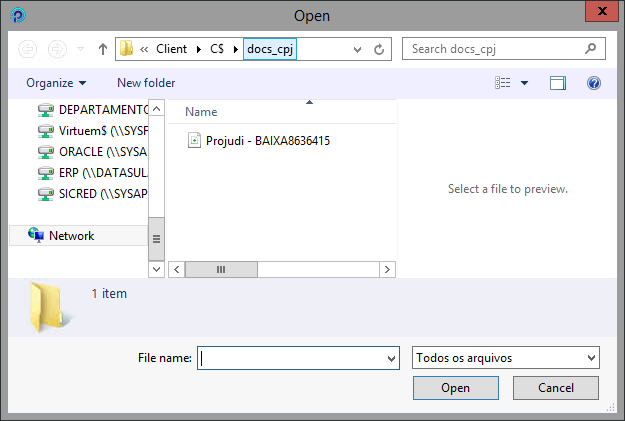 Open
Client
C$
docs_cpj
Search docs_cpj
Organize
New folder
DEPARTAMENTO
Virtuem$ (\\SYSP
ORACLE (\\SYSA
ERP (\\DATASUL
SICRED (\\SYSAP
Network
Name
Projudi - BAIXA8636415
Select a file to preview.
1 item
File name:
Todos os arquivos
Open
Cancel